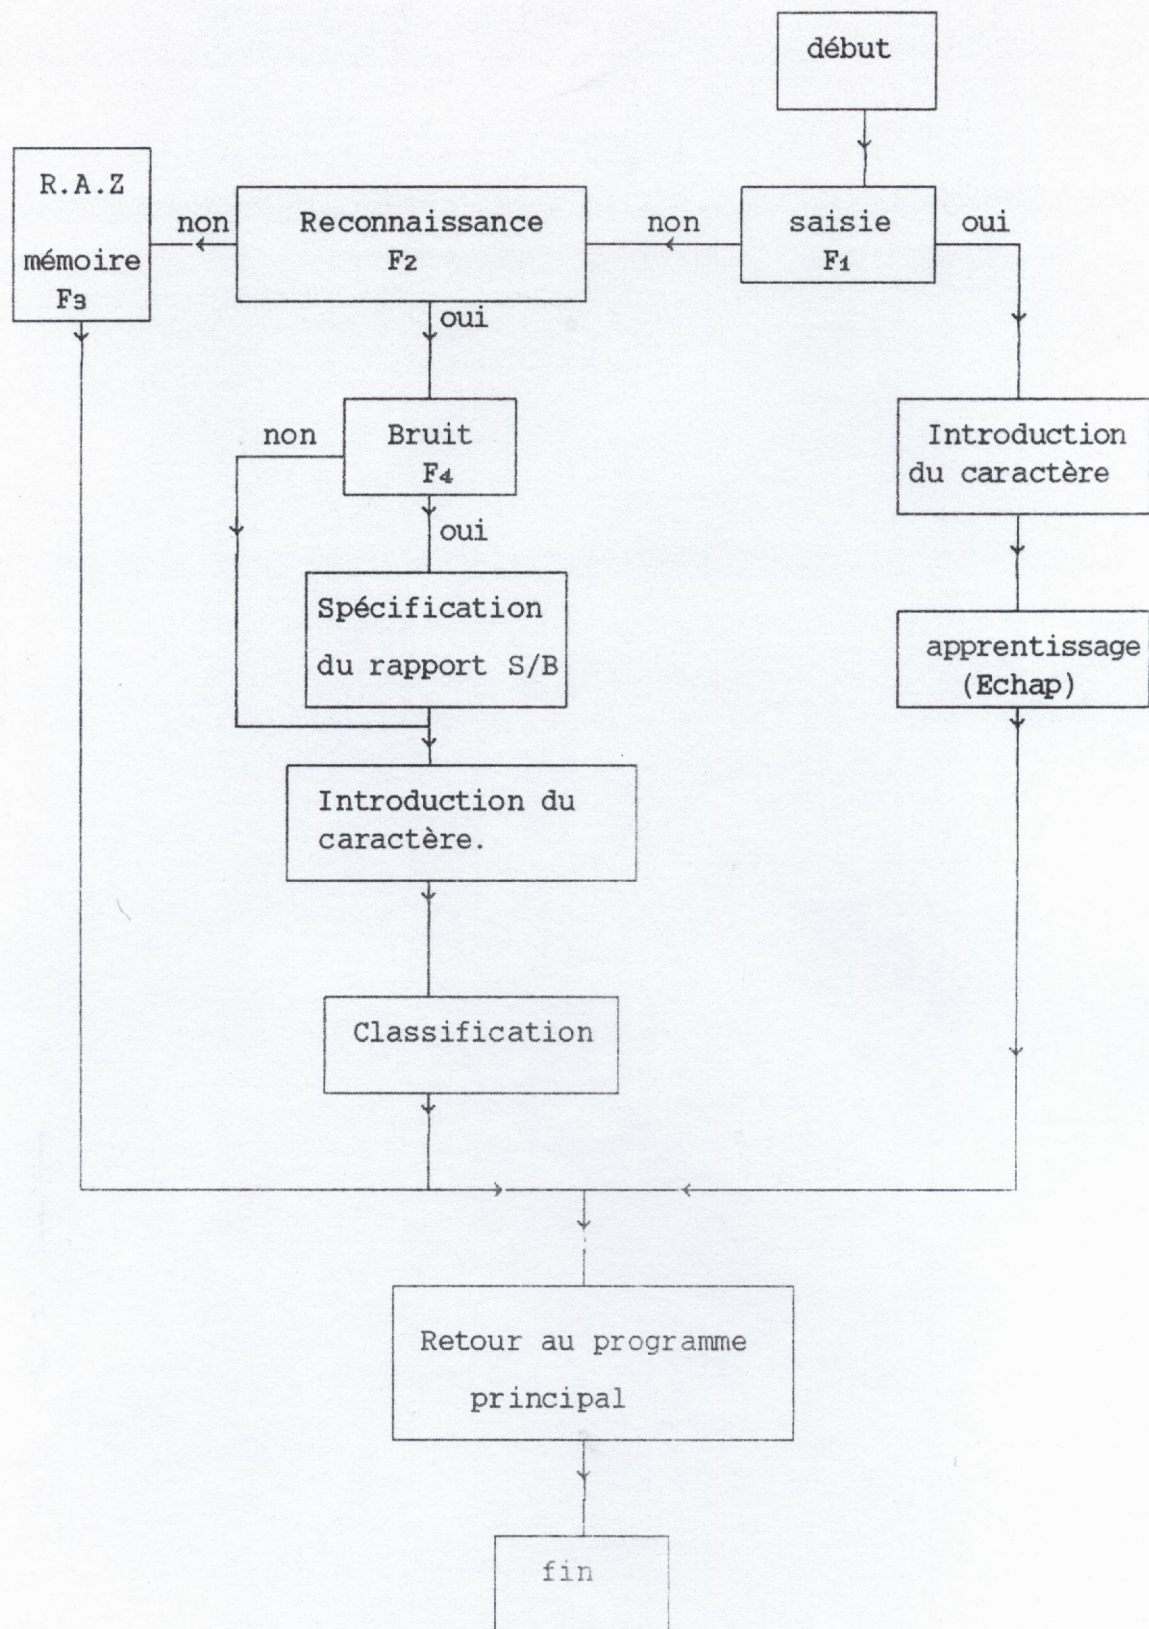 début
R.A.Z
mémoire
F3
non
Reconnaissance
F2
non
saisie
F1
oui
oui
non
Bruit
F4
Introduction
du caractère
oui
Spécification
du rapport S/B
apprentissage
(Echap)
Introduction du
caractère.
Classification
Retour au programme
principal
fin